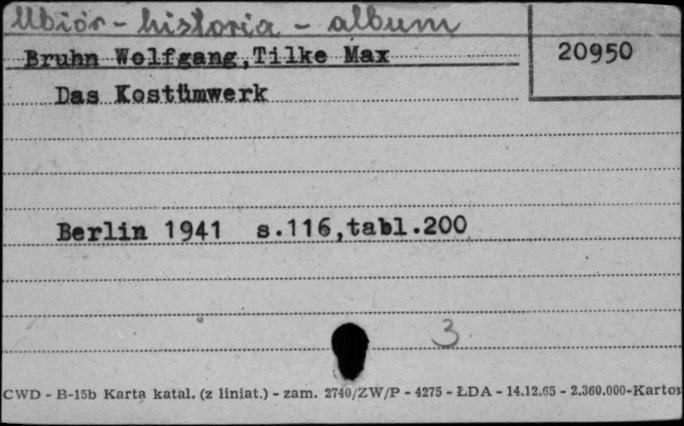 Ubiór - historia - album
Bruhn Wolfgang,Tilke Max
20950
Das Kostümwerk
Berlin 1941 s.116,tabl.200
3
CWD - B-15b Karta katal. (z liniat.) - zam. 2740/ZW/P - 4275 - ŁDA - 14.12.65 - 2.360.000-Kartos